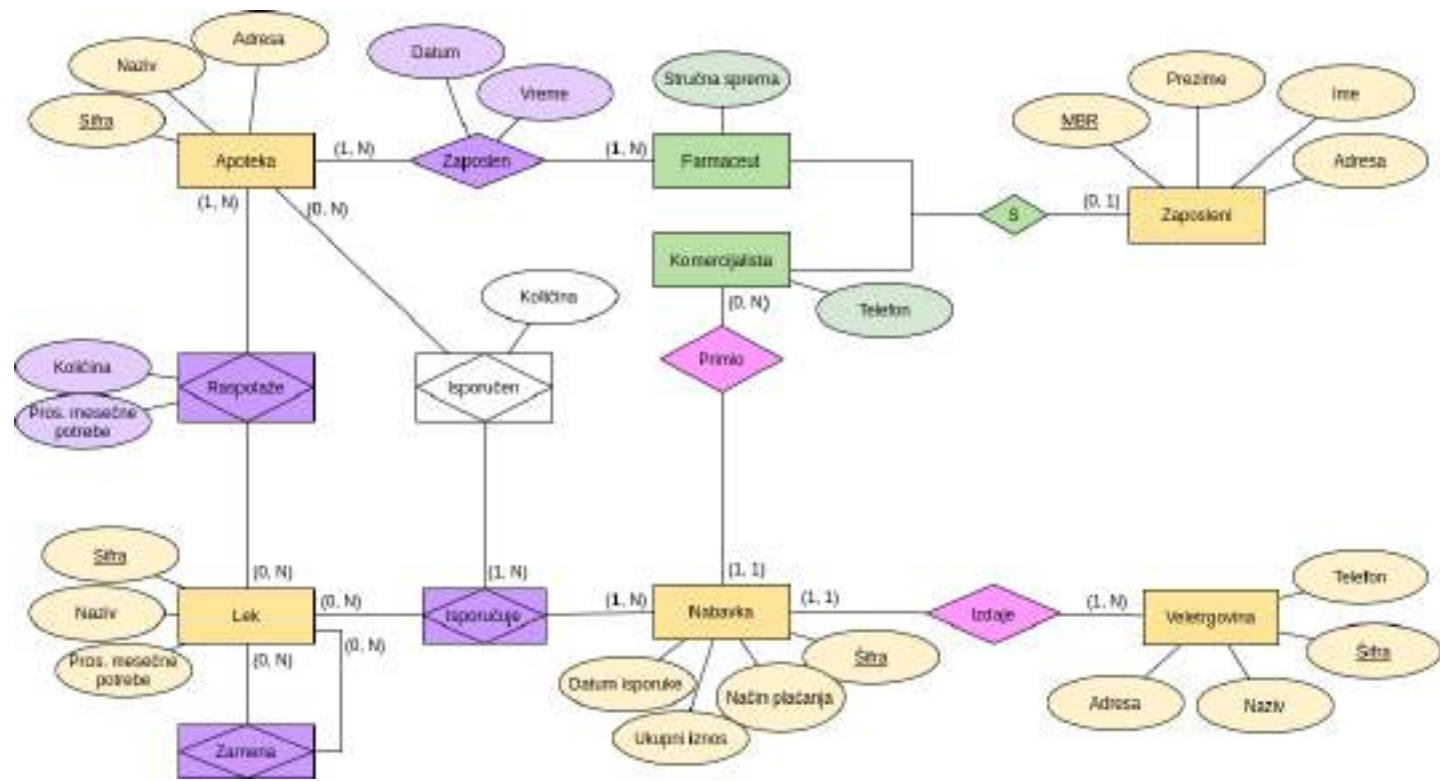 Adresa
Naziv
Datum
Šifra
Vreme
Stručna sprema
Prezime
MBR
Ime
Apoteka
(1, N)
Zaposlen
(1, N)
Farmaceut
Adresa
(1, N)
(0, N)
S
(0, 1)
Zaposleni
Komercijalista
Količina
(0, N)
Telefon
Količina
Raspolaže
Isporučen
Primio
Pros. mesečne
potrebe
Šifra
(0, N)
(1, N)
(1, 1)
Telefon
Naziv
Lek
(0, N)
Isporučuje
(1, N)
Nabavka
(1, 1)
Izdaje
(1, N)
Veletrgovina
Pros. mesečne
potrebe
(0, N)
(0, N)
Šifra
Šifra
Datum isporuke
Način plaćanja
Adresa
Naziv
Ukupni iznos
Zamena